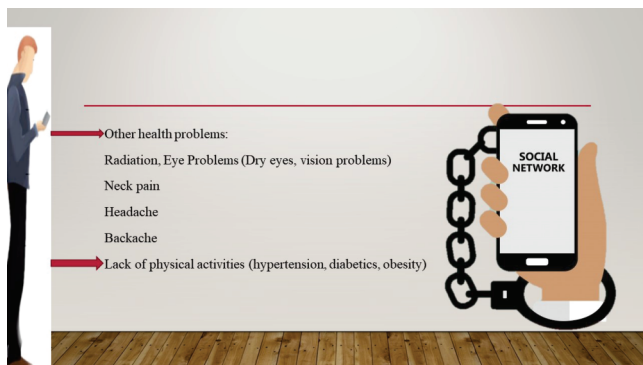 Other health problems:
Radiation, Eye Problems (Dry eyes, vision problems)
Neck pain
Headache
Backache
Lack of physical activities (hypertension, diabetics, obesity)
SOCIAL
NETWORK